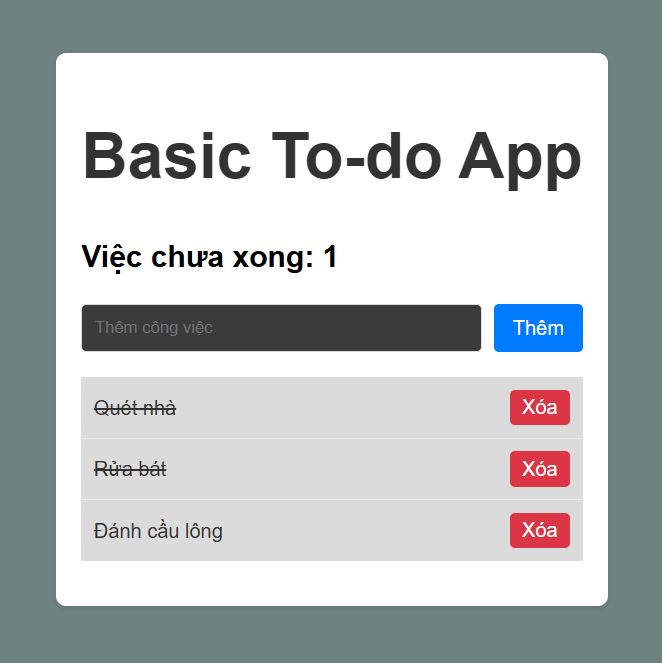 Basic To-do App
Việc chưa xong: 1
Thêm công việc
Thêm
Quét nhà
Xóa
Rửa bát
Xóa
Đánh cầu lông
Xóa